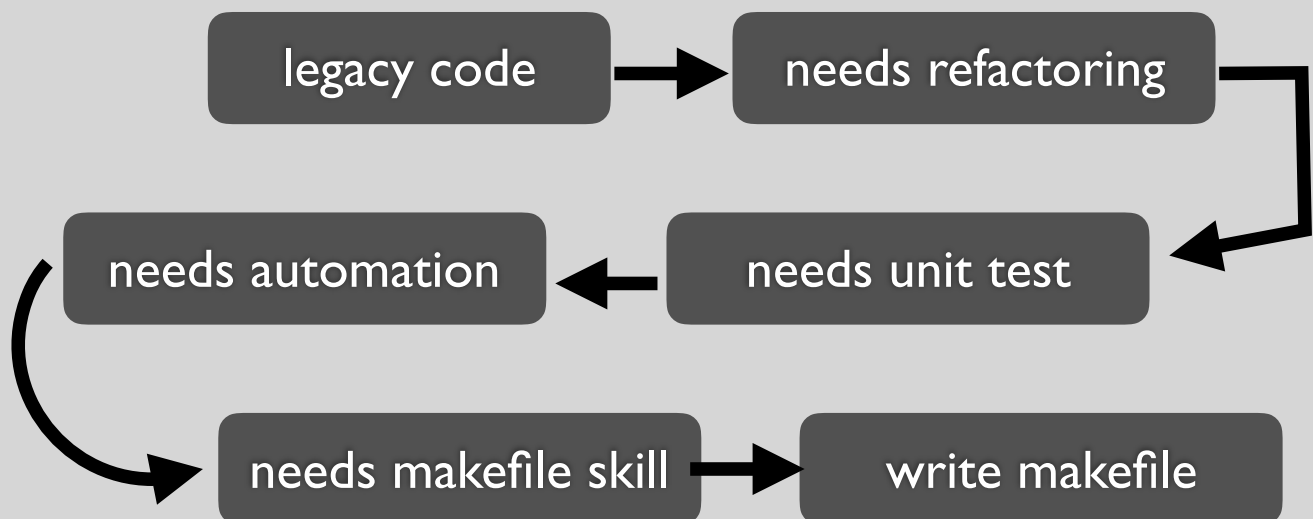 legacy code
needs refactoring
needs unit test
needs automation
needs makefile skill
write makefile